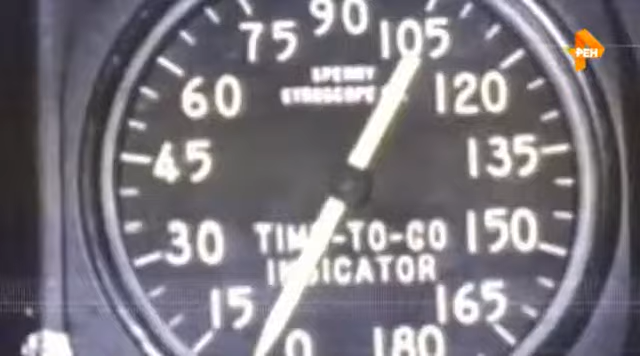 90
75 105
SPERRY
GYROSCOPE
60 120
45 135
30 TIME-TO-GO 150
INDICATOR
15 165
0 180
РЕН